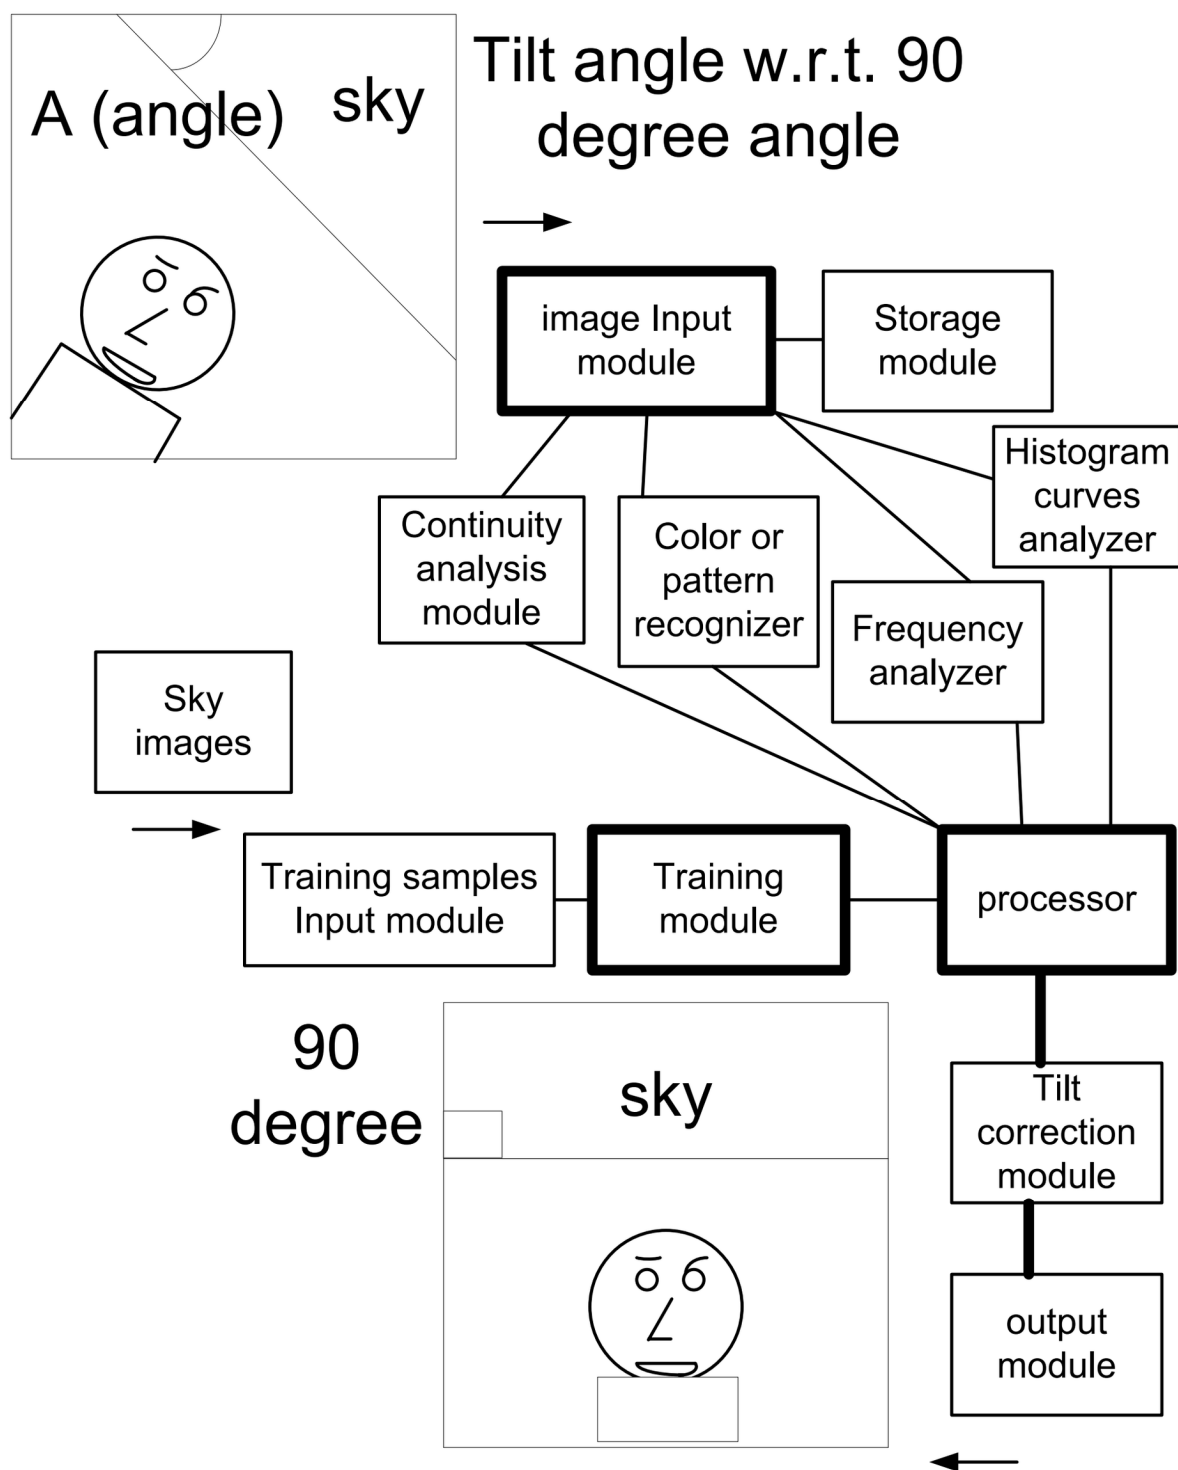 Tilt angle w.r.t. 90
degree angle
A (angle)
sky
image Input
module
Storage
module
Histogram
curves
analyzer
Continuity
analysis
module
Color or
pattern
recognizer
Frequency
analyzer
Sky
images
Training samples
Input module
Training
module
processor
90
degree
sky
Tilt
correction
module
output
module